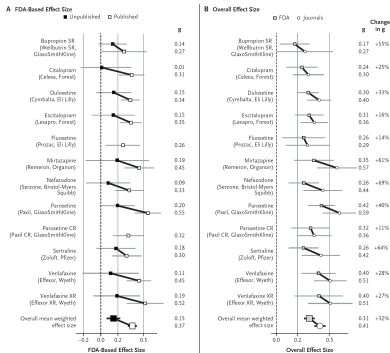 A FDA-Based Effect Size
Unpublished Published
g
Bupropion SR
(Wellbutrin SR,
GlaxoSmithKline)
0.14
0.27
Citalopram
(Celexa, Forest)
0.01
0.31
Duloxetine
(Cymbalta, Eli Lilly)
0.15
0.34
Escitalopram
(Lexapro, Forest)
0.15
0.35
Fluoxetine
(Prozac, Eli Lilly)
0.26
Mirtazapine
(Remeron, Organon)
0.19
0.45
Nefazodone
(Serzone, Bristol-Myers
Squibb)
0.09
0.33
Paroxetine
(Paxil, GlaxoSmithKline)
0.20
0.55
Paroxetine CR
(Paxil CR, GlaxoSmithKline)
0.32
Sertraline
(Zoloft, Pfizer)
0.18
0.30
Venlafaxine
(Effexor, Wyeth)
0.11
0.45
Venlafaxine XR
(Effexor XR, Wyeth)
0.19
0.52
Overall mean weighted
effect size
0.15
0.37
−0.2 0.0 0.2 0.5
FDA-Based Effect Size
B Overall Effect Size
FDA Journals
g
Change
in g
Bupropion SR
(Wellbutrin SR,
GlaxoSmithKline)
0.17
0.27
+55%
Citalopram
(Celexa, Forest)
0.24
0.30
+25%
Duloxetine
(Cymbalta, Eli Lilly)
0.30
0.40
+33%
Escitalopram
(Lexapro, Forest)
0.31
0.36
+16%
Fluoxetine
(Prozac, Eli Lilly)
0.26
0.29
+14%
Mirtazapine
(Remeron, Organon)
0.35
0.57
+61%
Nefazodone
(Serzone, Bristol-Myers
Squibb)
0.26
0.44
+69%
Paroxetine
(Paxil, GlaxoSmithKline)
0.42
0.59
+40%
Paroxetine CR
(Paxil CR, GlaxoSmithKline)
0.32
0.36
+11%
Sertraline
(Zoloft, Pfizer)
0.26
0.42
+64%
Venlafaxine
(Effexor, Wyeth)
0.40
0.51
+28%
Venlafaxine XR
(Effexor XR, Wyeth)
0.40
0.51
+27%
Overall mean weighted
effect size
0.31
0.41
+32%
0.0 0.2 0.5
Overall Effect Size